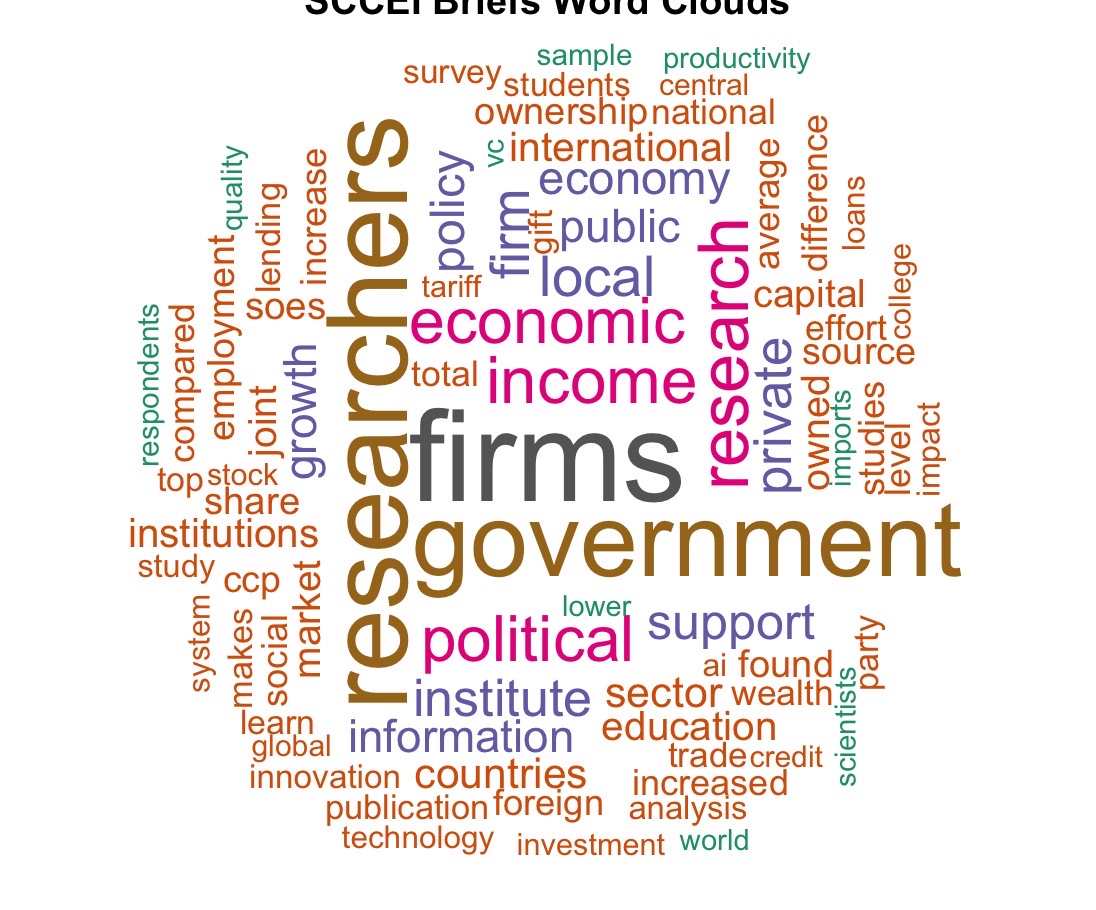 SCCEI Briefs Word Clouds
sample
productivity
survey
students
central
ownership
national
vc
international
economy
policy
firm
gift
public
local
tariff
economic
total
income
researchers
research
average
difference
loans
college
capital
effort
source
private
owned
imports
studies
level
impact
quality
lending
increase
employment
soes
respondents
compared
joint
growth
top
stock
share
institutions
study
ccp
market
system
makes
social
firms
government
lower
political
support
party
ai
found
institute
sector
wealth
scientists
learn
information
education
global
trade
credit
innovation
countries
increased
publication
foreign
analysis
technology
investment
world